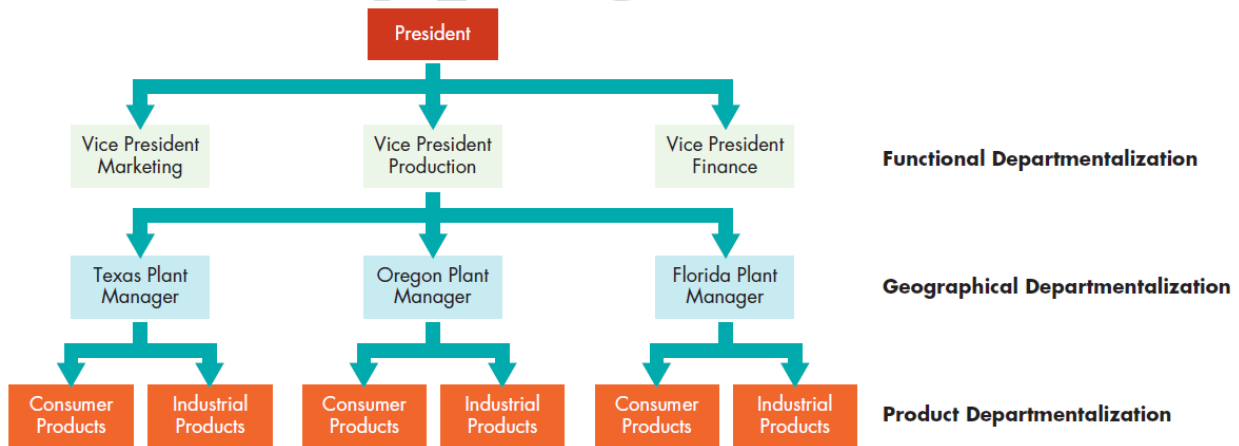 President
Vice President
Marketing
Vice President
Production
Vice President
Finance
Functional Departmentalization
Texas Plant
Manager
Oregon Plant
Manager
Florida Plant
Manager
Geographical Departmentalization
Consumer
Products
Industrial
Products
Consumer
Products
Industrial
Products
Consumer
Products
Industrial
Products
Product Departmentalization